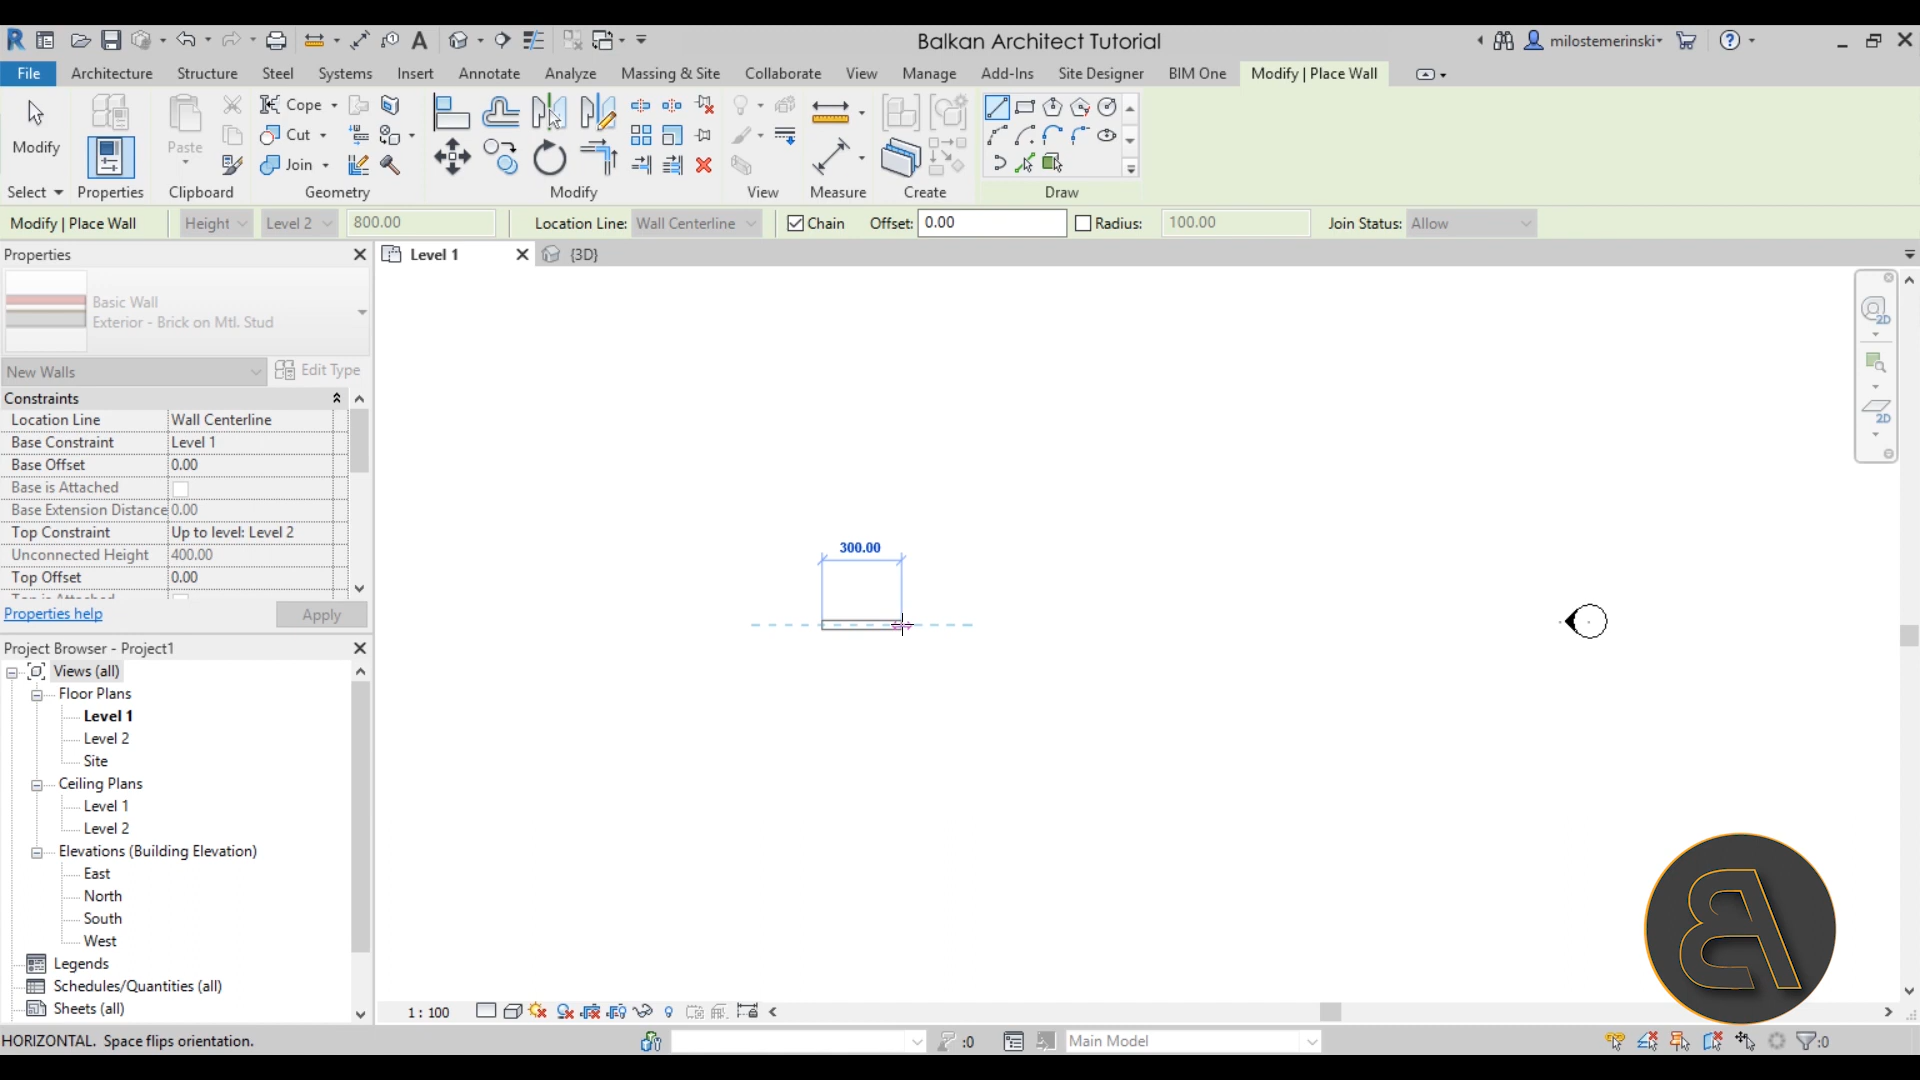 Balkan Architect Tutorial
milostemerinski
File Architecture Structure Steel Systems Insert Annotate Analyze Massing & Site Collaborate View Manage Add-Ins Site Designer BIM One Modify | Place Wall
Modify Paste Cope Cut Join
Select Properties Clipboard Geometry Modify View Measure Create Draw
Modify | Place Wall Height Level 2 800.00 Location Line: Wall Centerline Chain Offset: 0.00 Radius: 100.00 Join Status: Allow
Properties
Level 1 {3D}
Basic Wall
Exterior - Brick on Mtl. Stud
New Walls Edit Type
Constraints
Location Line Wall Centerline
Base Constraint Level 1
Base Offset 0.00
Base is Attached
Base Extension Distance 0.00
Top Constraint Up to level: Level 2
Unconnected Height 400.00
Top Offset 0.00
Top is Attached
Properties help Apply
2D
2D
300.00
Project Browser - Project1
Views (all)
Floor Plans
Level 1
Level 2
Site
Ceiling Plans
Level 1
Level 2
Elevations (Building Elevation)
East
North
South
West
Legends
Schedules/Quantities (all)
Sheets (all)
1 : 100
HORIZONTAL. Space flips orientation. :0 Main Model :0